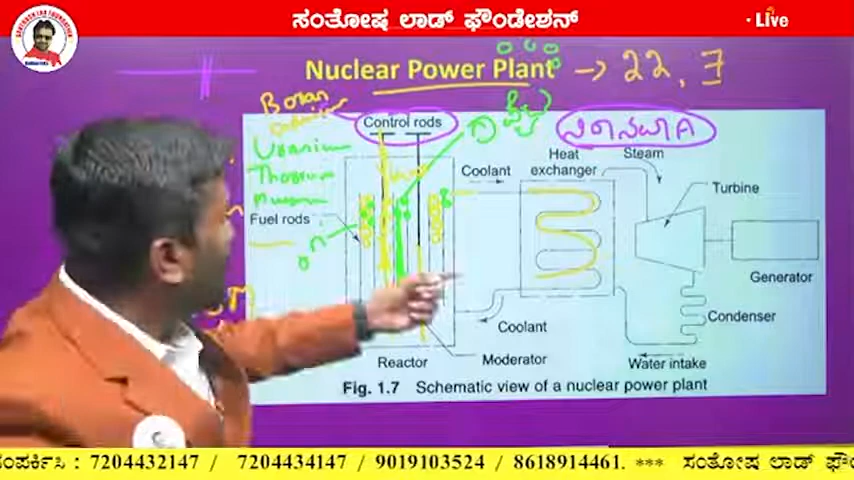 ಸಂತೋಷ ಲಾಡ್ ಫೌಂಡೇಶನ್
Live
Nuclear Power Plant → 22,
Boron
Control rods
Uranium
Thorium
Coolant
Heat
exchanger
Steam
Turbine
Fuel rods
Generator
Condenser
Coolant
Reactor
Moderator
Water intake
Fig. 1.7 Schematic view of a nuclear power plant
ಸಂಪರ್ಕಿಸಿ : 7204432147 / 7204434147 / 9019103524 / 8618914461. *** ಸಂತೋಷ ಲಾಡ್